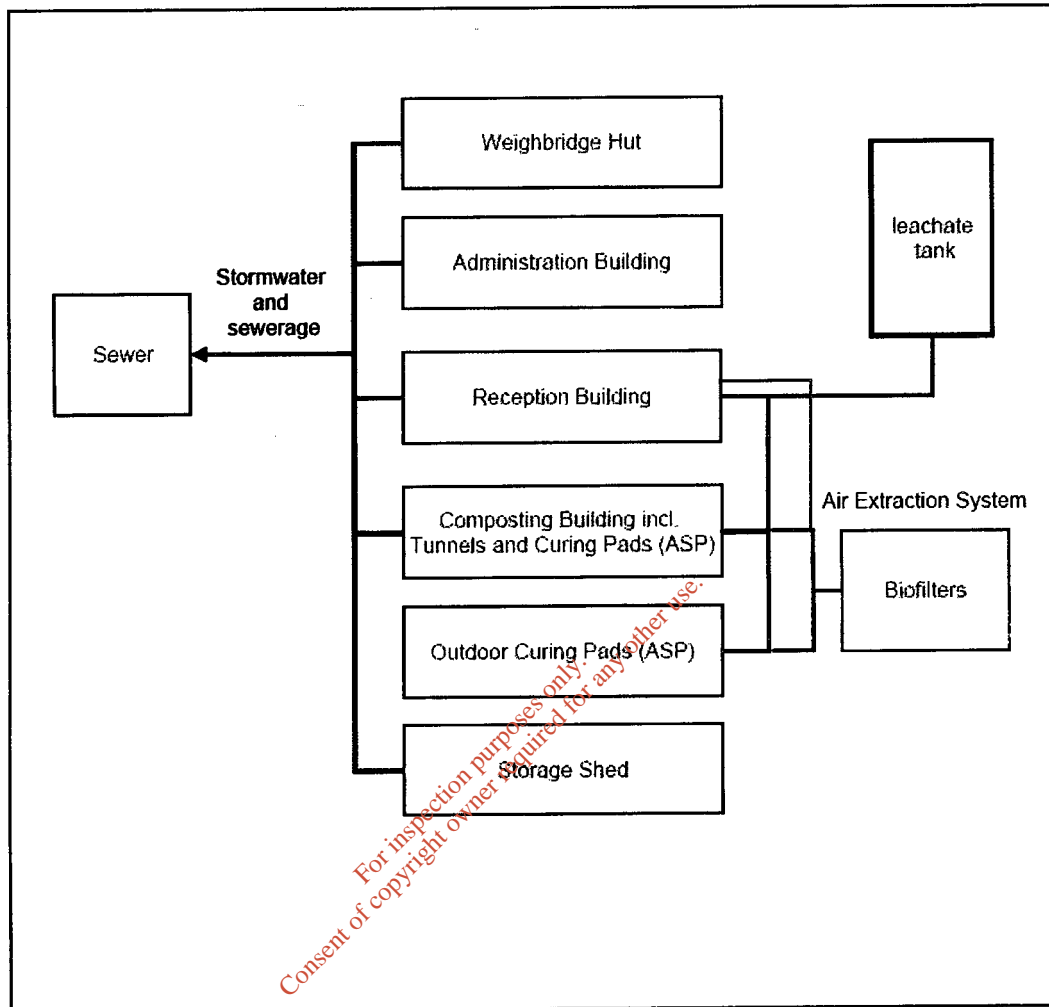 Weighbridge Hut
leachate
tank
Administration Building
Stormwater
and
sewerage
Sewer
Reception Building
Composting Building incl.
Tunnels and Curing Pads (ASP)
Air Extraction System
Biofilters
Outdoor Curing Pads (ASP)
Storage Shed
For inspection purposes only.
Consent of copyright owner required for any other use.